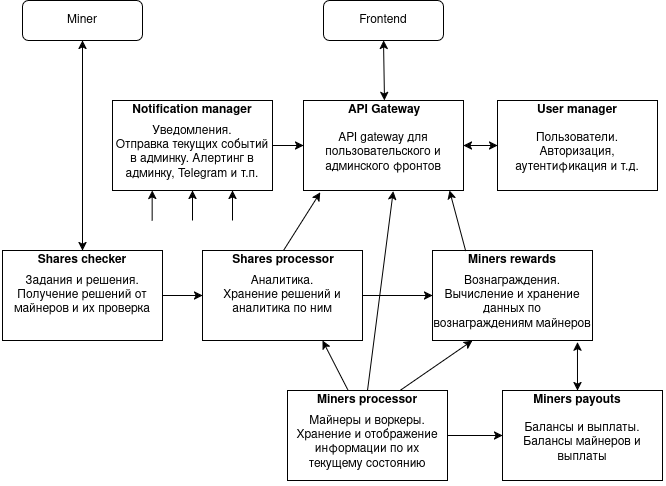 Miner
Frontend
Notification manager
Уведомления.
Отправка текущих событий
в админку. Алертинг в
админку, Telegram и т.п.
API Gateway
API gateway для
пользовательского и
админского фронтов
User manager
Пользователи.
Авторизация,
аутентификация и т.д.
Shares checker
Задания и решения.
Получение решений от
майнеров и их проверка
Shares processor
Аналитика.
Хранение решений и
аналитика по ним
Miners rewards
Вознаграждения.
Вычисление и хранение
данных по
вознаграждениям майнеров
Miners processor
Майнеры и воркеры.
Хранение и отображение
информации по их
текущему состоянию
Miners payouts
Балансы и выплаты.
Балансы майнеров и
выплаты